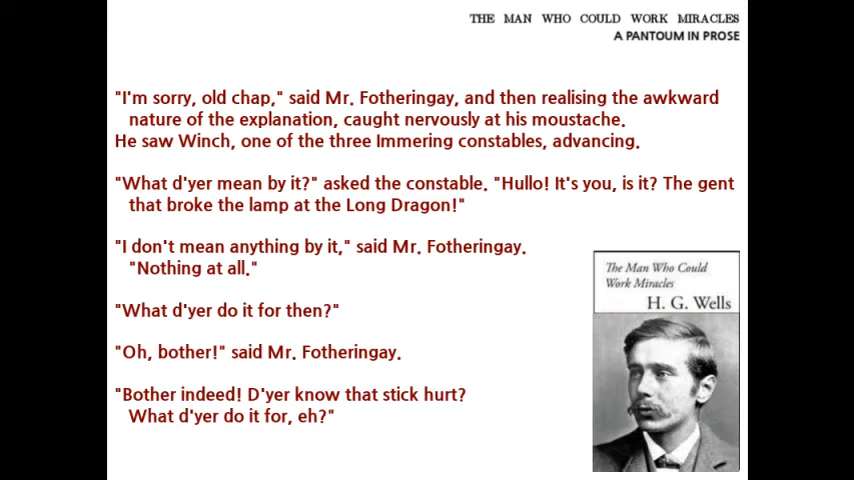 THE MAN WHO COULD WORK MIRACLES
A PANTOUM IN PROSE
"I'm sorry, old chap," said Mr. Fotheringay, and then realising the awkward
nature of the explanation, caught nervously at his moustache.
He saw Winch, one of the three Immering constables, advancing.
"What d'yer mean by it?" asked the constable. "Hullo! It's you, is it? The gent
that broke the lamp at the Long Dragon!"
"I don't mean anything by it," said Mr. Fotheringay.
"Nothing at all."
"What d'yer do it for then?"
"Oh, bother!" said Mr. Fotheringay.
"Bother indeed! D'yer know that stick hurt?
What d'yer do it for, eh?"
The Man Who Could
Work Miracles
H. G. Wells